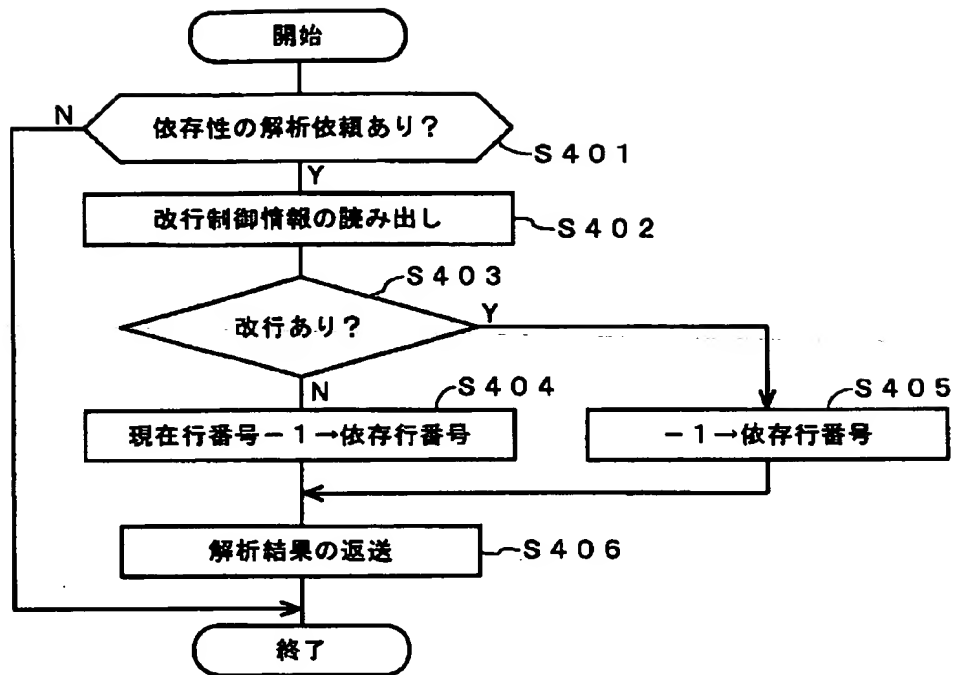 開始
N
依存性の解析依頼あり？
S401
Y
改行制御情報の読み出し
S402
S403
改行あり？
Y
N
S404
S405
現在行番号－1→依存行番号
－1→依存行番号
解析結果の返送
S406
終了